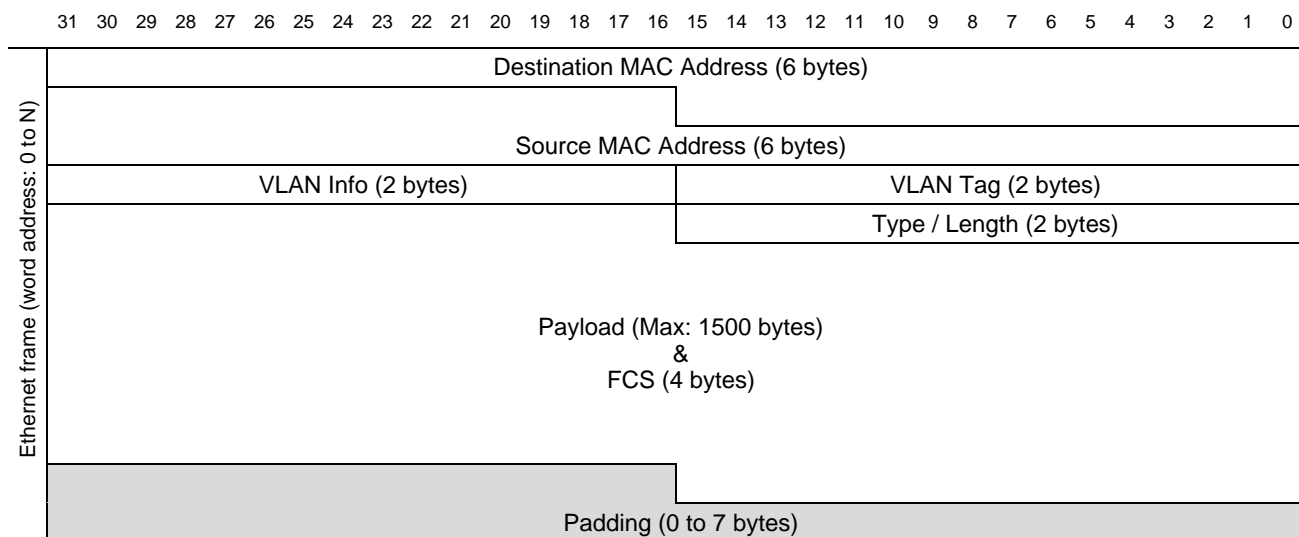 31 30 29 28 27 26 25 24 23 22 21 20 19 18 17 16 15 14 13 12 11 10 9 8 7 6 5 4 3 2 1 0
Ethernet frame (word address: 0 to N)
Destination MAC Address (6 bytes)
Source MAC Address (6 bytes)
VLAN Info (2 bytes) VLAN Tag (2 bytes)
Type / Length (2 bytes)
Payload (Max: 1500 bytes)
&
FCS (4 bytes)
Padding (0 to 7 bytes)